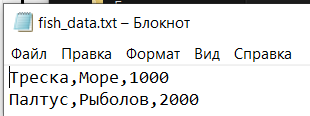 fish_data.txt – Блокнот
Файл Правка Формат Вид Справка
Треска,Море,1000
Палтус,Рыболов,2000